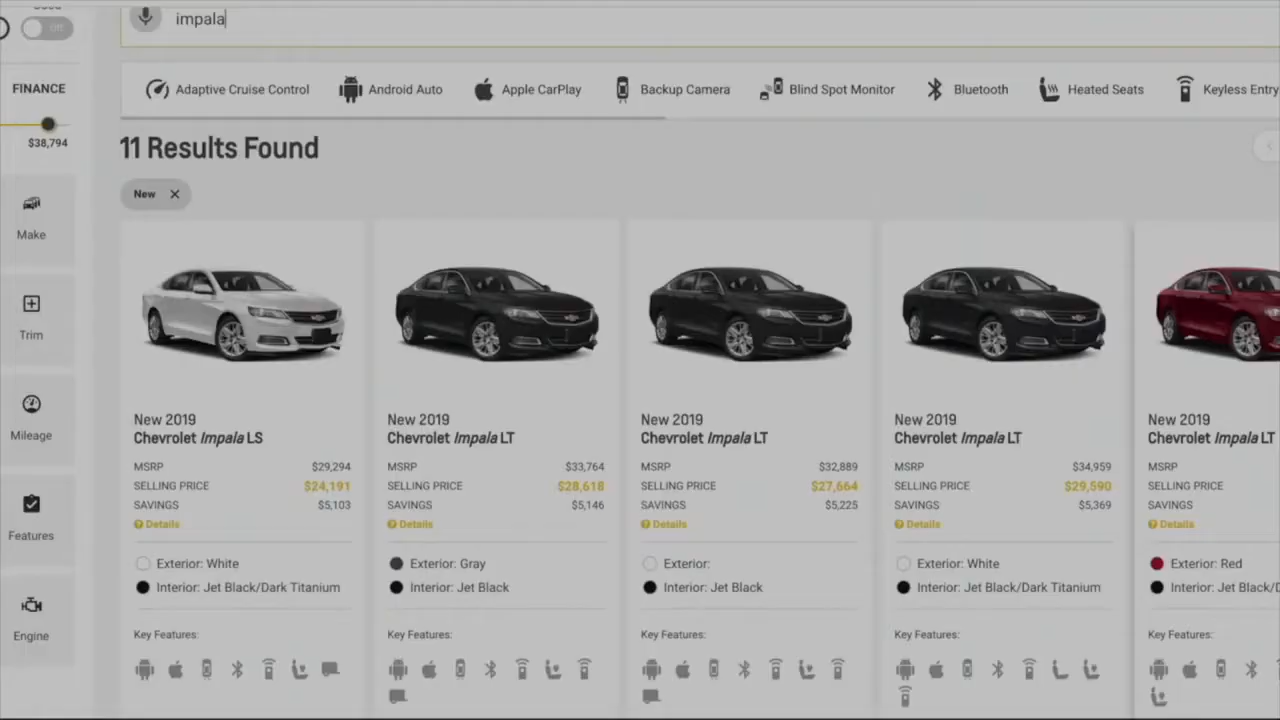 Off
impala
FINANCE
$38,794
Make
Trim
Mileage
Features
Engine
Adaptive Cruise Control
Android Auto
Apple CarPlay
Backup Camera
Blind Spot Monitor
Bluetooth
Heated Seats
Keyless Entry
11 Results Found
New
New 2019
Chevrolet Impala LS
MSRP $29,294
SELLING PRICE $24,191
SAVINGS $5,103
Details
Exterior: White
Interior: Jet Black/Dark Titanium
Key Features:
New 2019
Chevrolet Impala LT
MSRP $33,764
SELLING PRICE $28,618
SAVINGS $5,146
Details
Exterior: Gray
Interior: Jet Black
Key Features:
New 2019
Chevrolet Impala LT
MSRP $32,889
SELLING PRICE $27,664
SAVINGS $5,225
Details
Exterior:
Interior: Jet Black
Key Features:
New 2019
Chevrolet Impala LT
MSRP $34,959
SELLING PRICE $29,590
SAVINGS $5,369
Details
Exterior: White
Interior: Jet Black/Dark Titanium
Key Features:
New 2019
Chevrolet Impala LT
MSRP
SELLING PRICE
SAVINGS
Details
Exterior: Red
Interior: Jet Black/D
Key Features: